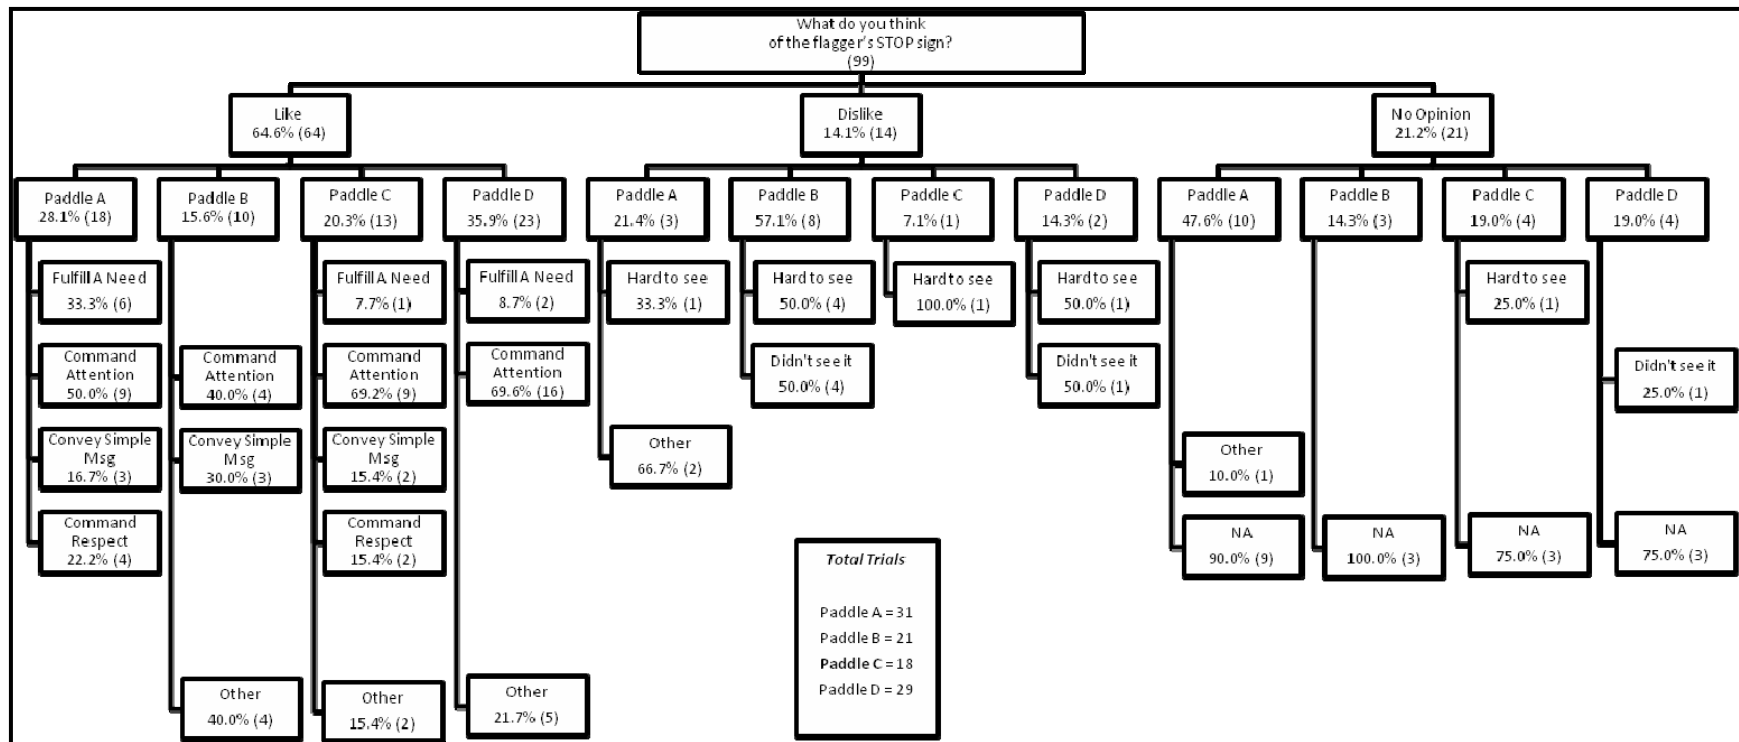 What do you think
of the flagger's STOP sign?
(99)
Like
64.6% (64)
Dislike
14.1% (14)
No Opinion
21.2% (21)
Paddle A
28.1% (18)
Paddle B
15.6% (10)
Paddle C
20.3% (13)
Paddle D
35.9% (23)
Paddle A
21.4% (3)
Paddle B
57.1% (8)
Paddle C
7.1% (1)
Paddle D
14.3% (2)
Paddle A
47.6% (10)
Paddle B
14.3% (3)
Paddle C
19.0% (4)
Paddle D
19.0% (4)
Fulfill A Need
33.3% (6)
Fulfill A Need
7.7% (1)
Fulfill A Need
8.7% (2)
Hard to see
33.3% (1)
Hard to see
50.0% (4)
Hard to see
100.0% (1)
Hard to see
50.0% (1)
Hard to see
25.0% (1)
Command
Attention
50.0% (9)
Command
Attention
40.0% (4)
Command
Attention
69.2% (9)
Command
Attention
69.6% (16)
Didn't see it
50.0% (4)
Didn't see it
50.0% (1)
Didn't see it
25.0% (1)
Convey Simple
Msg
16.7% (3)
Convey Simple
Msg
30.0% (3)
Convey Simple
Msg
15.4% (2)
Other
66.7% (2)
Other
10.0% (1)
Command
Respect
22.2% (4)
Command
Respect
15.4% (2)
NA
90.0% (9)
NA
100.0% (3)
NA
75.0% (3)
NA
75.0% (3)
Total Trials
Paddle A = 31
Paddle B = 21
Paddle C = 18
Paddle D = 29
Other
40.0% (4)
Other
15.4% (2)
Other
21.7% (5)